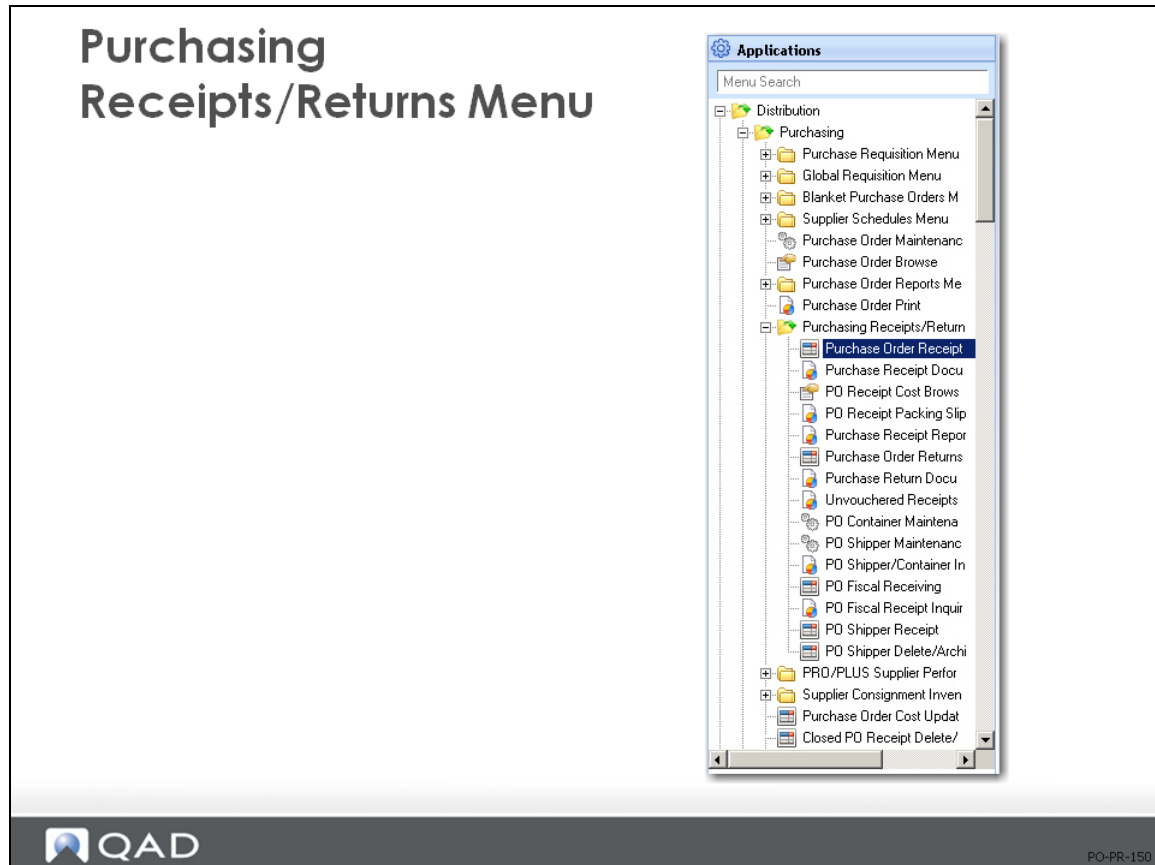 Purchasing
Receipts/Returns Menu
Applications
Menu Search
Distribution
Purchasing
Purchase Requisition Menu
Global Requisition Menu
Blanket Purchase Orders M
Supplier Schedules Menu
Purchase Order Maintenanc
Purchase Order Browse
Purchase Order Reports Me
Purchase Order Print
Purchasing Receipts/Return
Purchase Order Receipt
Purchase Receipt Docu
PO Receipt Cost Brows
PO Receipt Packing Slip
Purchase Receipt Repor
Purchase Order Returns
Purchase Return Docu
Unvouchered Receipts
PO Container Maintena
PO Shipper Maintenanc
PO Shipper/Container In
PO Fiscal Receiving
PO Fiscal Receipt Inquir
PO Shipper Receipt
PO Shipper Delete/Archi
PRO/PLUS Supplier Perfor
Supplier Consignment Inven
Purchase Order Cost Updat
Closed PO Receipt Delete/
QAD
PO-PR-150